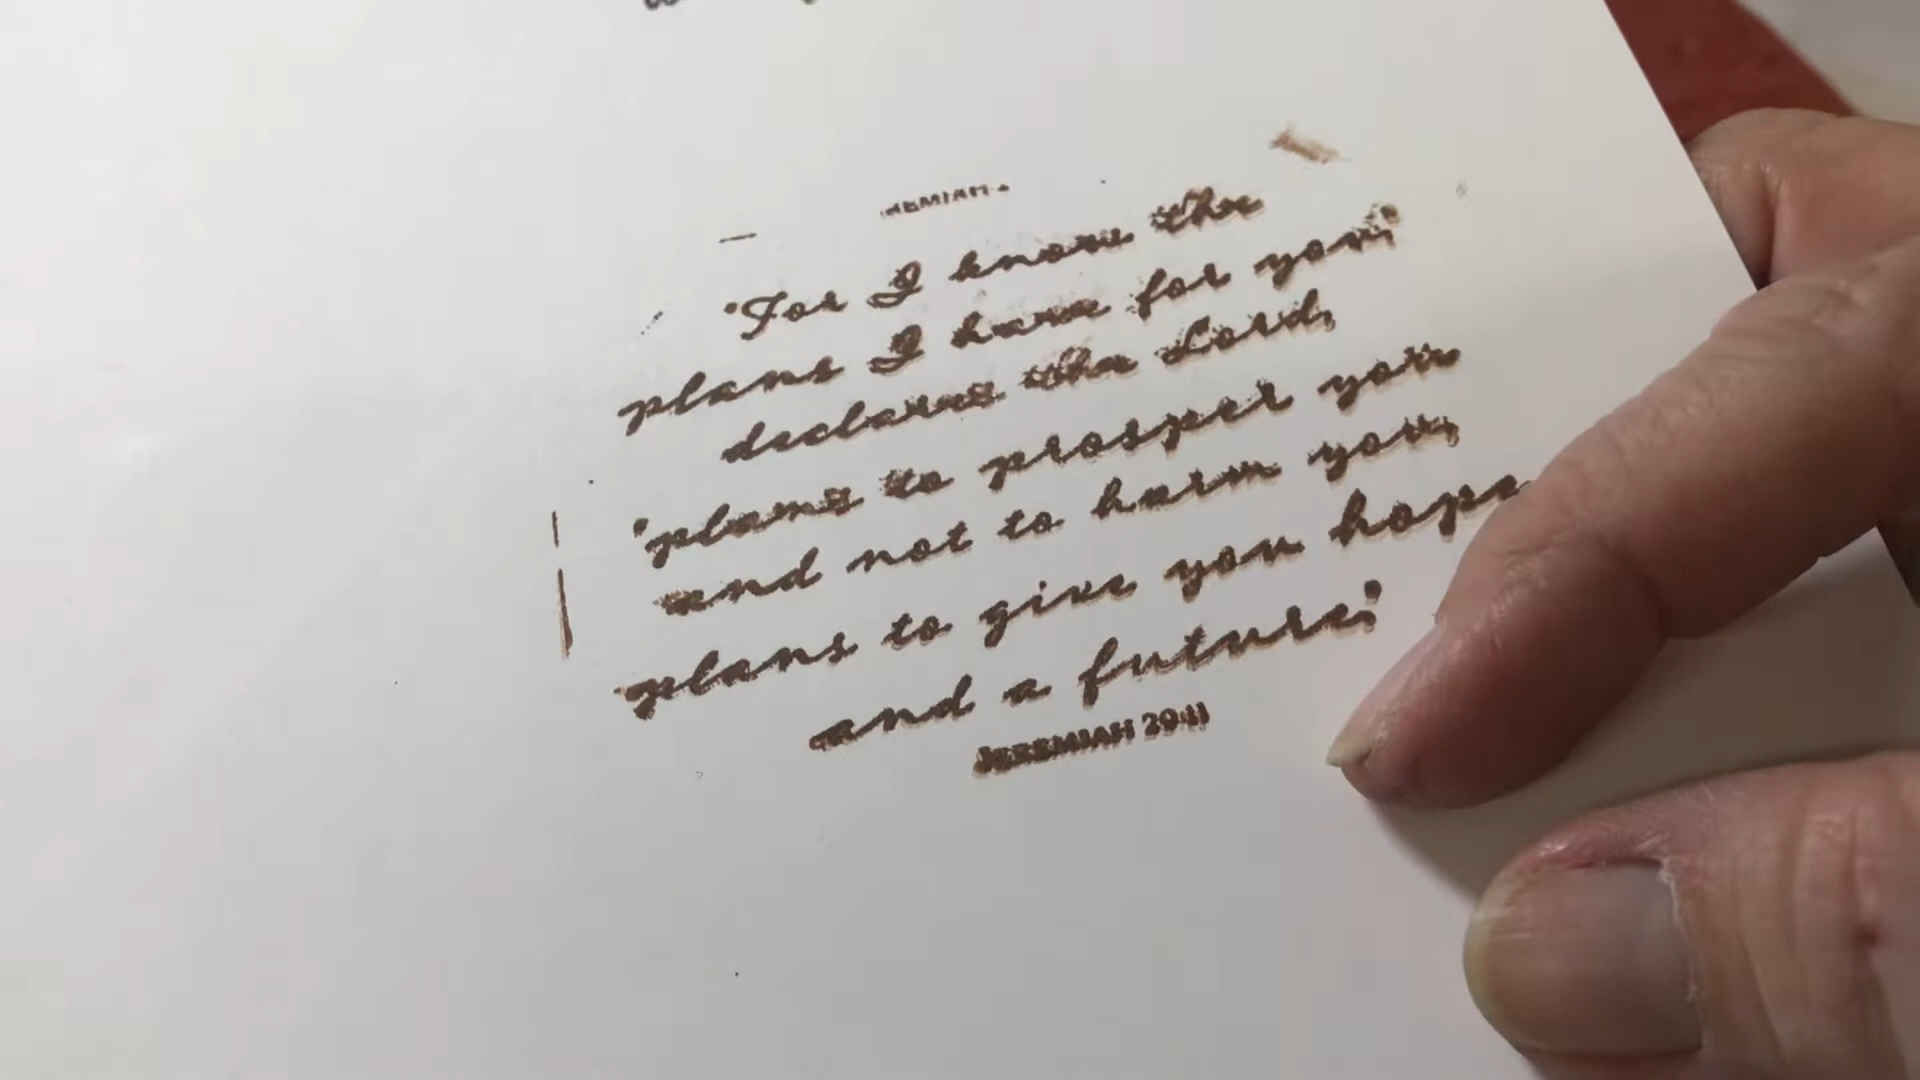 "For I know the
plans I have for you,"
declares the Lord,
"plans to prosper you
and not to harm you,
plans to give you hope
and a future."
JEREMIAH 29:11